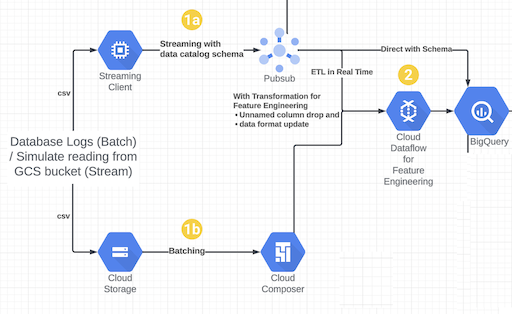 1a
Streaming with
data catalog schema
Streaming
Client
Pubsub
Direct with Schema
ETL in Real Time
2
csv
With Transformation for
Feature Engineering
• Unnamed column drop and
• data format update
Cloud
Dataflow
for
Feature
Engineering
BigQuery
Database Logs (Batch)
/ Simulate reading from
GCS bucket (Stream)
csv
1b
Batching
Cloud
Storage
Cloud
Composer